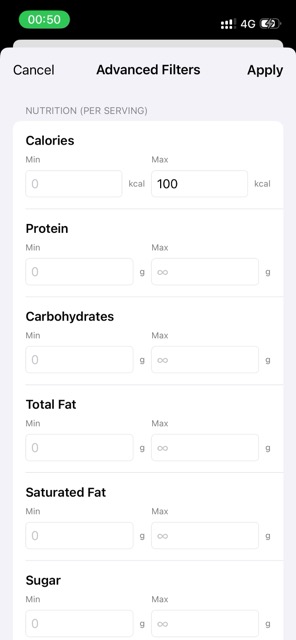 00:50
4G
Cancel Advanced Filters Apply
NUTRITION (PER SERVING)
Calories
Min Max
0 kcal 100 kcal
Protein
Min Max
0 g ∞ g
Carbohydrates
Min Max
0 g ∞ g
Total Fat
Min Max
0 g ∞ g
Saturated Fat
Min Max
0 g ∞ g
Sugar
Min Max
0 g ∞ g